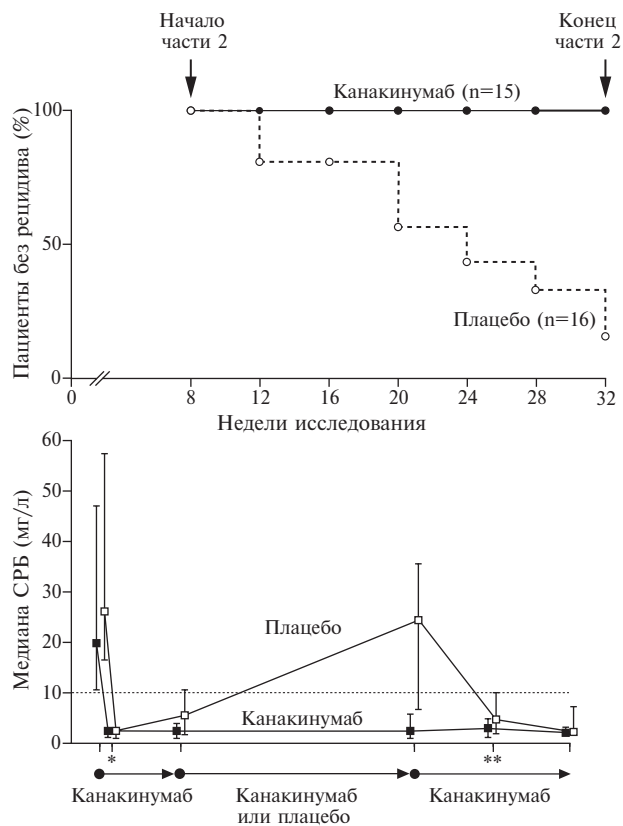 Начало
части 2
Конец
части 2
Канакинумаб (n=15)
Пациенты без рецидива (%)
100
50
0
Плацебо (n=16)
0 8 12 16 20 24 28 32
Недели исследования
Медиана СРБ (мг/л)
60
50
40
30
20
10
0
Плацебо
Канакинумаб
* **
Канакинумаб Канакинумаб Канакинумаб
или плацебо